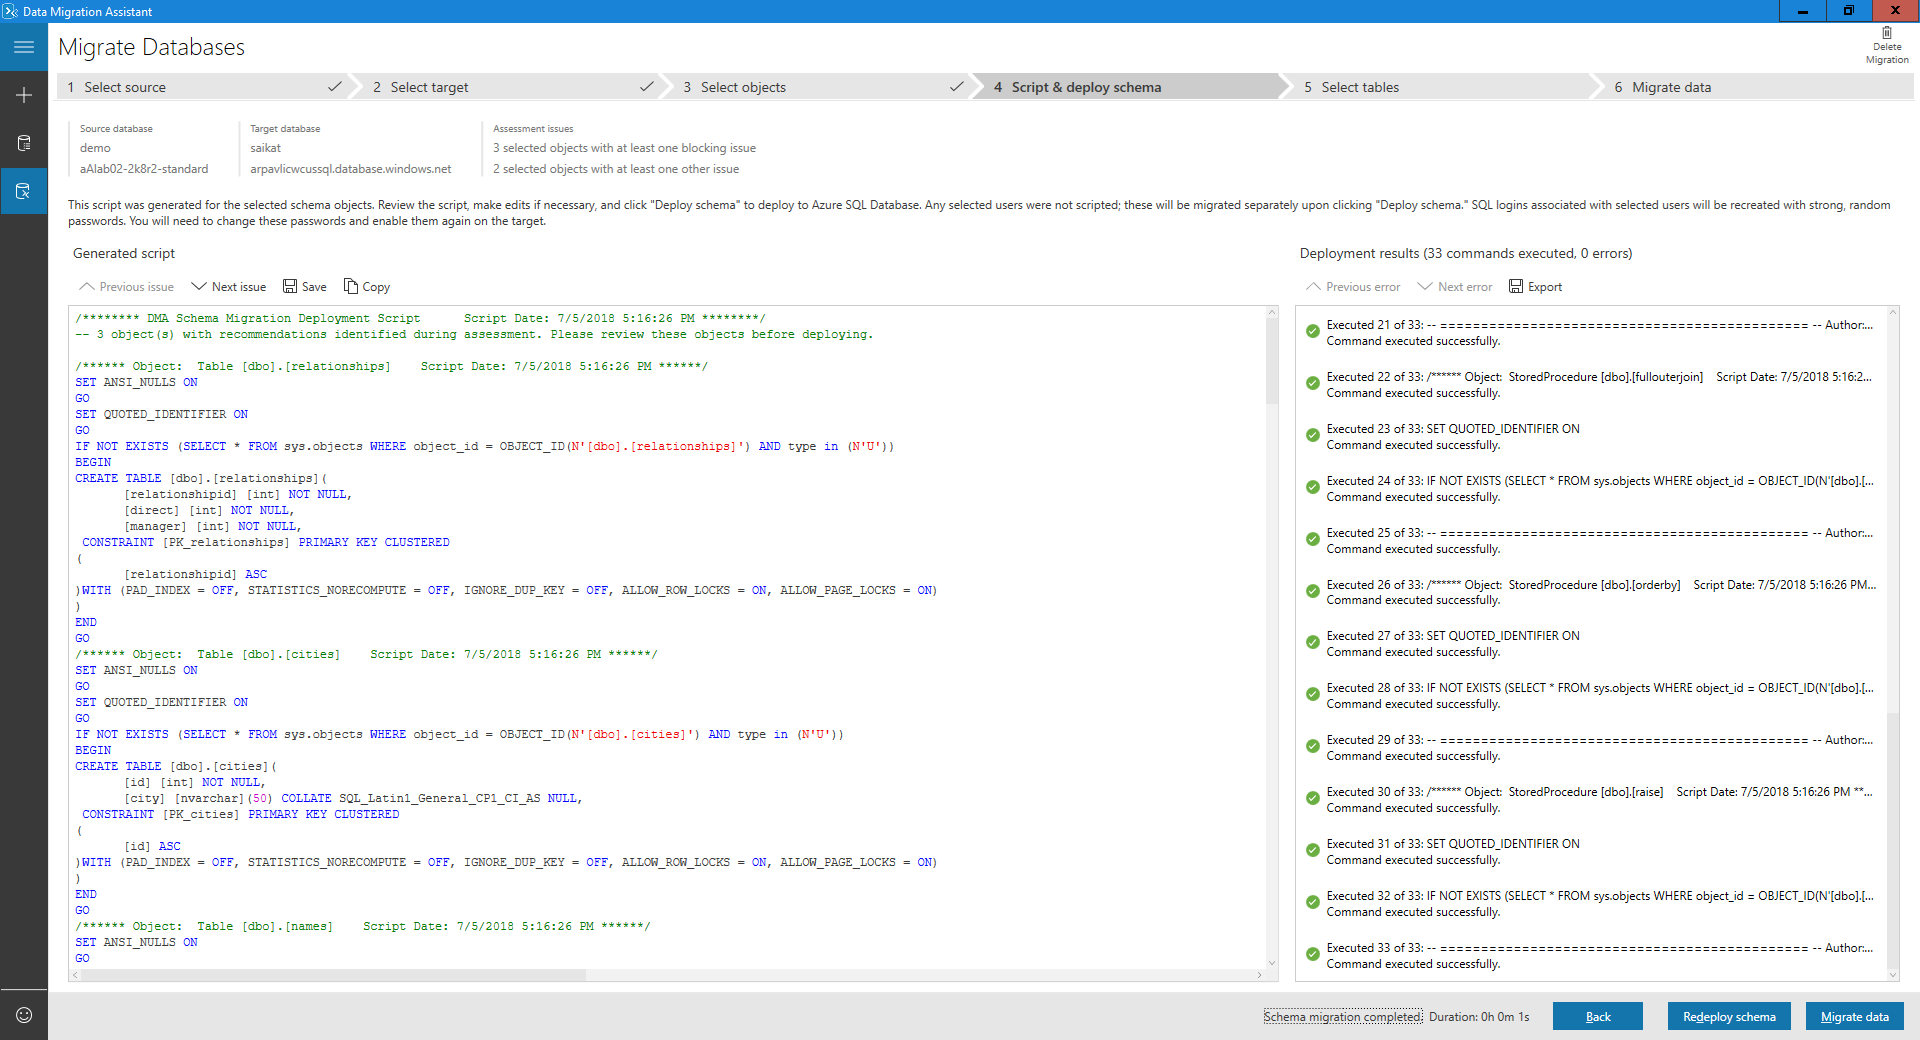 Data Migration Assistant
Migrate Databases
Delete
Migration
1 Select source
2 Select target
3 Select objects
4 Script & deploy schema
5 Select tables
6 Migrate data
Source database
demo
aAlab02-2k8r2-standard
Target database
saikat
arpavlicwcussql.database.windows.net
Assessment issues
3 selected objects with at least one blocking issue
2 selected objects with at least one other issue
This script was generated for the selected schema objects. Review the script, make edits if necessary, and click "Deploy schema" to deploy to Azure SQL Database. Any selected users were not scripted; these will be migrated separately upon clicking "Deploy schema." SQL logins associated with selected users will be recreated with strong, random
passwords. You will need to change these passwords and enable them again on the target.
Generated script
Previous issue Next issue Save Copy
/******** DMA Schema Migration Deployment Script      Script Date: 7/5/2018 5:16:26 PM ********/
-- 3 object(s) with recommendations identified during assessment. Please review these objects before deploying.
/****** Object:  Table [dbo].[relationships]    Script Date: 7/5/2018 5:16:26 PM ******/
SET ANSI_NULLS ON
GO
SET QUOTED_IDENTIFIER ON
GO
IF NOT EXISTS (SELECT * FROM sys.objects WHERE object_id = OBJECT_ID(N'[dbo].[relationships]') AND type in (N'U'))
BEGIN
CREATE TABLE [dbo].[relationships](
[relationshipid] [int] NOT NULL,
[direct] [int] NOT NULL,
[manager] [int] NOT NULL,
CONSTRAINT [PK_relationships] PRIMARY KEY CLUSTERED
(
[relationshipid] ASC
)WITH (PAD_INDEX = OFF, STATISTICS_NORECOMPUTE = OFF, IGNORE_DUP_KEY = OFF, ALLOW_ROW_LOCKS = ON, ALLOW_PAGE_LOCKS = ON)
)
END
GO
/****** Object:  Table [dbo].[cities]    Script Date: 7/5/2018 5:16:26 PM ******/
SET ANSI_NULLS ON
GO
SET QUOTED_IDENTIFIER ON
GO
IF NOT EXISTS (SELECT * FROM sys.objects WHERE object_id = OBJECT_ID(N'[dbo].[cities]') AND type in (N'U'))
BEGIN
CREATE TABLE [dbo].[cities](
[id] [int] NOT NULL,
[city] [nvarchar](50) COLLATE SQL_Latin1_General_CP1_CI_AS NULL,
CONSTRAINT [PK_cities] PRIMARY KEY CLUSTERED
(
[id] ASC
)WITH (PAD_INDEX = OFF, STATISTICS_NORECOMPUTE = OFF, IGNORE_DUP_KEY = OFF, ALLOW_ROW_LOCKS = ON, ALLOW_PAGE_LOCKS = ON)
)
END
GO
/****** Object:  Table [dbo].[names]    Script Date: 7/5/2018 5:16:26 PM ******/
SET ANSI_NULLS ON
GO
Deployment results (33 commands executed, 0 errors)
Previous error Next error Export
Executed 21 of 33: -- ============================================= -- Author:...
Command executed successfully.
Executed 22 of 33: /****** Object:  StoredProcedure [dbo].[fullouterjoin]    Script Date: 7/5/2018 5:16:2...
Command executed successfully.
Executed 23 of 33: SET QUOTED_IDENTIFIER ON
Command executed successfully.
Executed 24 of 33: IF NOT EXISTS (SELECT * FROM sys.objects WHERE object_id = OBJECT_ID(N'[dbo].[...
Command executed successfully.
Executed 25 of 33: -- ============================================= -- Author:...
Command executed successfully.
Executed 26 of 33: /****** Object:  StoredProcedure [dbo].[orderby]    Script Date: 7/5/2018 5:16:26 PM...
Command executed successfully.
Executed 27 of 33: SET QUOTED_IDENTIFIER ON
Command executed successfully.
Executed 28 of 33: IF NOT EXISTS (SELECT * FROM sys.objects WHERE object_id = OBJECT_ID(N'[dbo].[...
Command executed successfully.
Executed 29 of 33: -- ============================================= -- Author:...
Command executed successfully.
Executed 30 of 33: /****** Object:  StoredProcedure [dbo].[raise]    Script Date: 7/5/2018 5:16:26 PM **...
Command executed successfully.
Executed 31 of 33: SET QUOTED_IDENTIFIER ON
Command executed successfully.
Executed 32 of 33: IF NOT EXISTS (SELECT * FROM sys.objects WHERE object_id = OBJECT_ID(N'[dbo].[...
Command executed successfully.
Executed 33 of 33: -- ============================================= -- Author:...
Command executed successfully.
Schema migration completed. Duration: 0h 0m 1s
Back
Redeploy schema
Migrate data